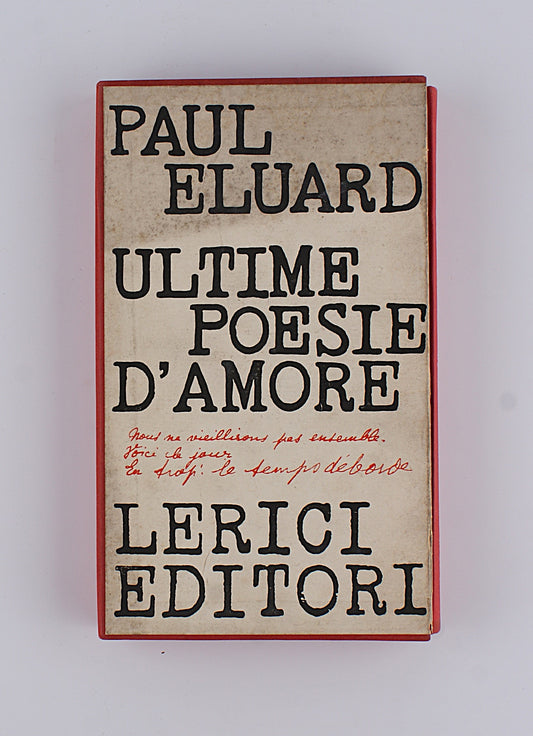 PAUL
ELUARD
ULTIME
POESIE
D'AMORE
Nous ne vieillirons pas ensemble.
Voici le jour
En trop: le temps déborde
LERICI
EDITORI